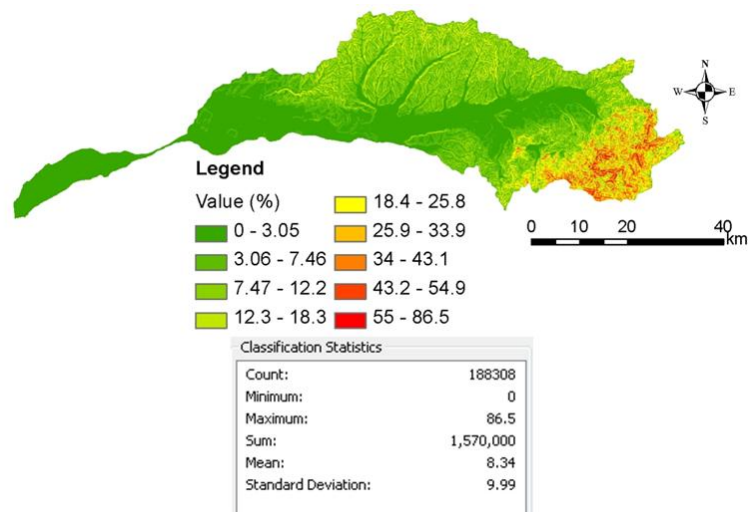 N
W E
S
Legend
Value (%)
0 - 3.05
3.06 - 7.46
7.47 - 12.2
12.3 - 18.3
18.4 - 25.8
25.9 - 33.9
34 - 43.1
43.2 - 54.9
55 - 86.5
0 10 20 40
km
Classification Statistics
Count: 188308
Minimum: 0
Maximum: 86.5
Sum: 1,570,000
Mean: 8.34
Standard Deviation: 9.99